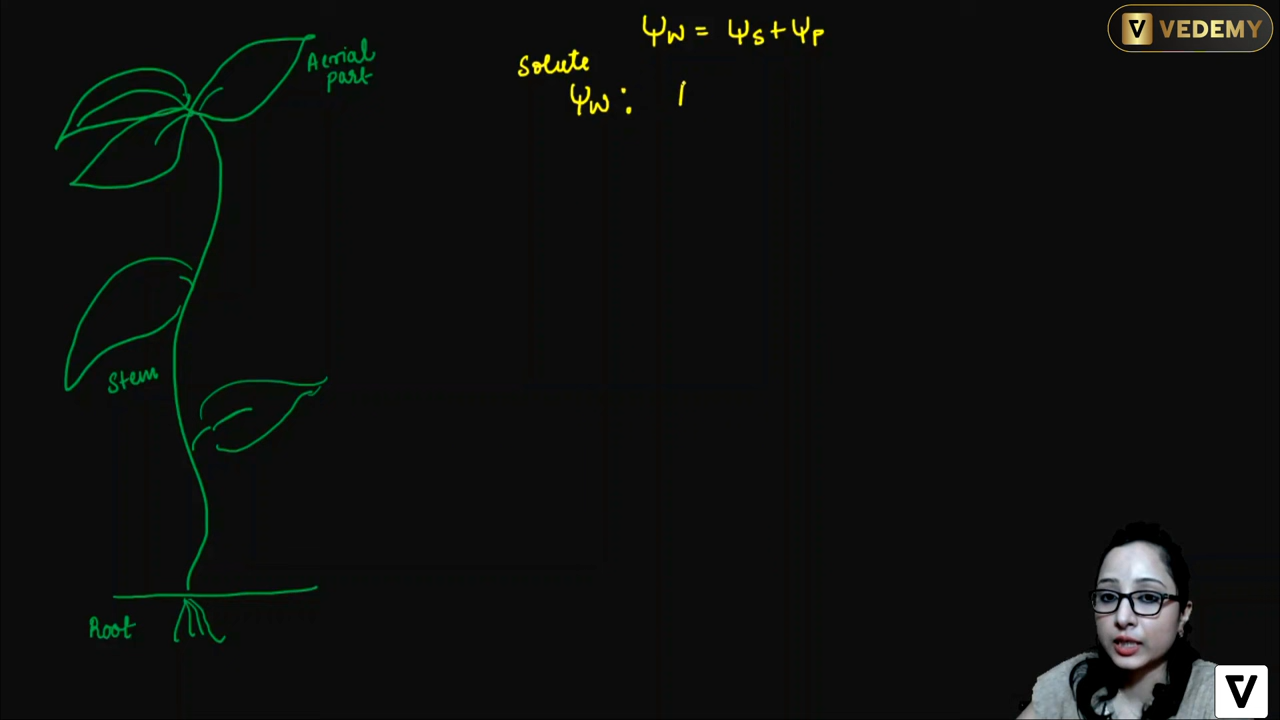 VEDEMY
Ψw = Ψs + Ψp
Aerial
part
Solute
Ψw :
Stem
Root